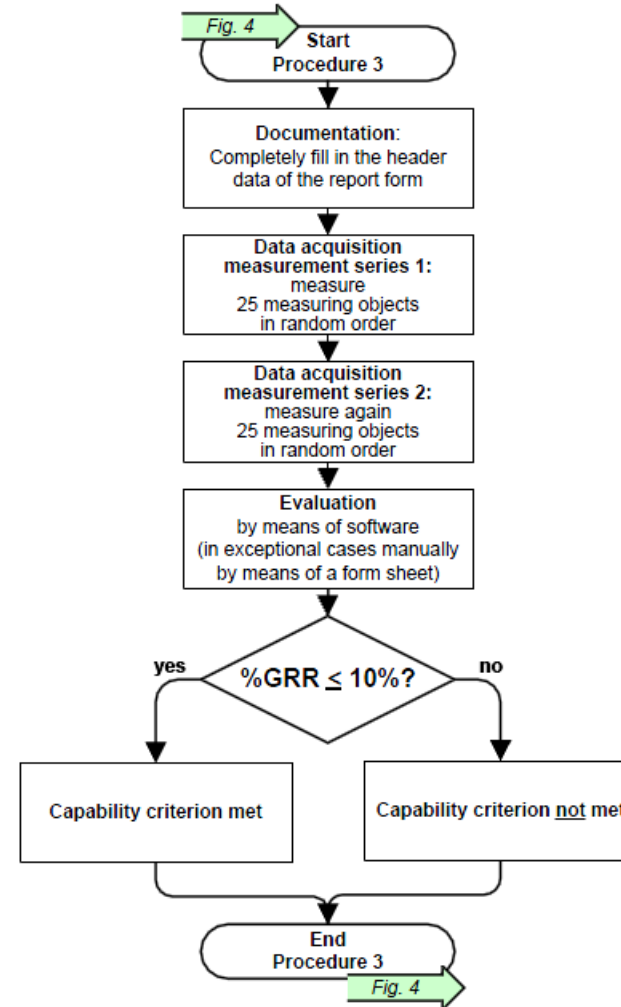 Fig. 4
Start
Procedure 3
Documentation:
Completely fill in the header
data of the report form
Data acquisition
measurement series 1:
measure
25 measuring objects
in random order
Data acquisition
measurement series 2:
measure again
25 measuring objects
in random order
Evaluation
by means of software
(in exceptional cases manually
by means of a form sheet)
yes
%GRR ≤ 10%?
no
Capability criterion met
Capability criterion not met
End
Procedure 3
Fig. 4